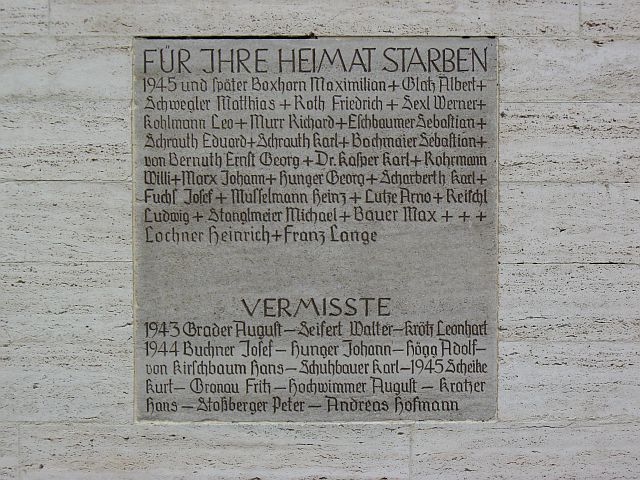 FÜR IHRE HEIMAT STARBEN
1945 und später Boxhorn Maximilian + Glatz Albert +
Schwegler Matthias + Roth Friedrich + Sexl Werner +
Kohlmann Leo + Murr Richard + Eschbaumer Sebastian +
Schrauth Eduard + Schrauth Karl + Bachmaier Sebastian +
von Bernuth Ernst Georg + Dr. Kasper Karl + Rohrmann
Willi + Marx Johann + Hunger Georg + Scharberth Karl +
Fuchs Josef + Musselmann Heinz + Lutze Arno + Reischl
Ludwig + Stanglmeier Michael + Bauer Max + + +
Lochner Heinrich + Franz Lange
VERMISSTE
1943 Grader August – Seifert Walter – Krötz Leonhart
1944 Buchner Josef – Hunger Johann – Högg Adolf –
von Kirschbaum Hans – Schuhbauer Karl – 1945 Scheike
Kurt – Gronau Fritz – Hochwimmer August – Kratzer
Hans – Stoßberger Peter – Andreas Hofmann